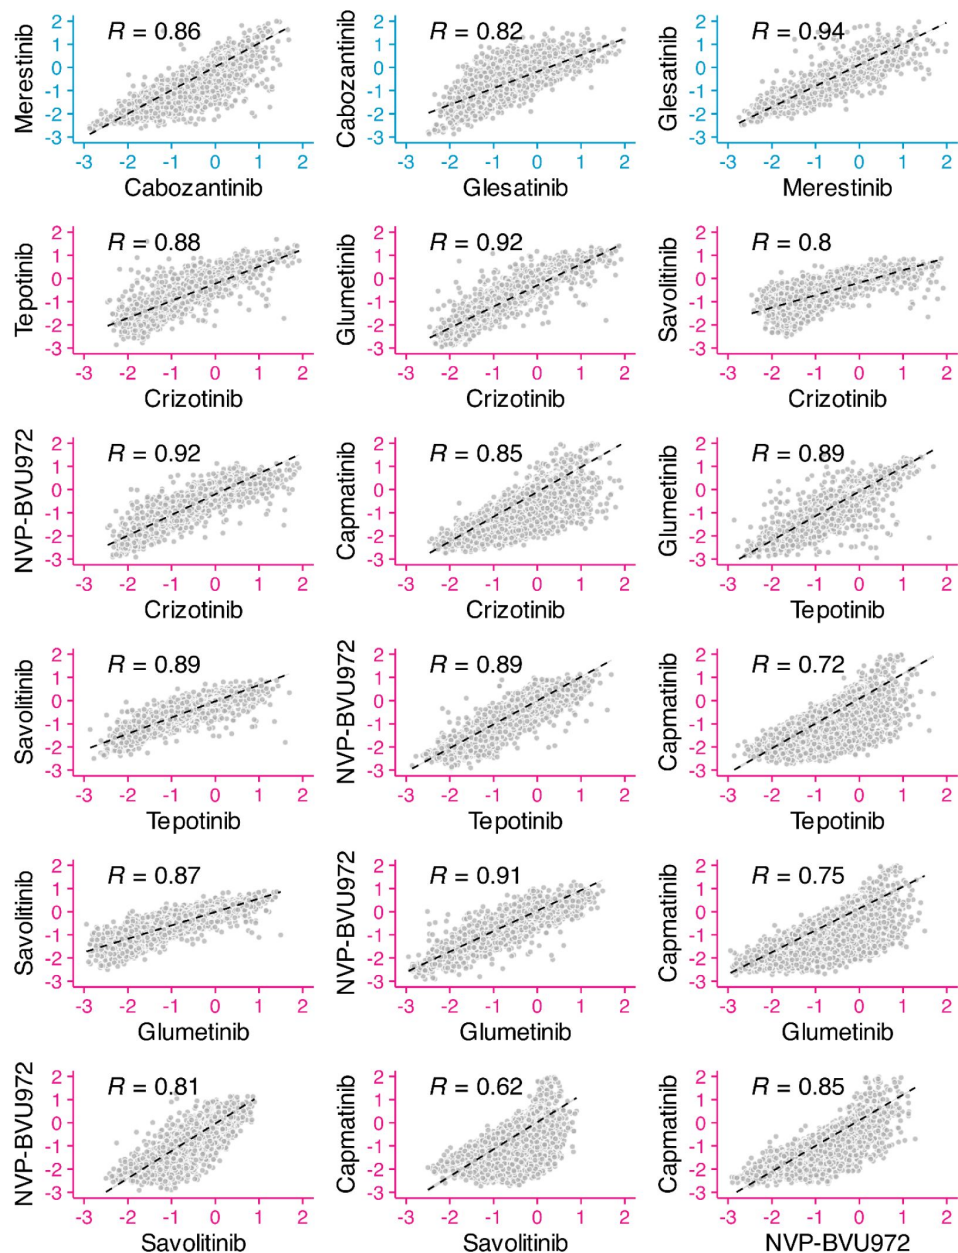 R = 0.86
Merestinib
2
1
0
-1
-2
-3
-3 -2 -1 0 1 2
Cabozantinib
R = 0.82
Cabozantinib
2
1
0
-1
-2
-3
-3 -2 -1 0 1 2
Glesatinib
R = 0.94
Glesatinib
2
1
0
-1
-2
-3
-3 -2 -1 0 1 2
Merestinib
R = 0.88
Tepotinib
2
1
0
-1
-2
-3
-3 -2 -1 0 1 2
Crizotinib
R = 0.92
Glumetinib
2
1
0
-1
-2
-3
-3 -2 -1 0 1 2
Crizotinib
R = 0.8
Savolitinib
2
1
0
-1
-2
-3
-3 -2 -1 0 1 2
Crizotinib
R = 0.92
NVP-BVU972
2
1
0
-1
-2
-3
-3 -2 -1 0 1 2
Crizotinib
R = 0.85
Capmatinib
2
1
0
-1
-2
-3
-3 -2 -1 0 1 2
Crizotinib
R = 0.89
Glumetinib
2
1
0
-1
-2
-3
-3 -2 -1 0 1 2
Tepotinib
R = 0.89
Savolitinib
2
1
0
-1
-2
-3
-3 -2 -1 0 1 2
Tepotinib
R = 0.89
NVP-BVU972
2
1
0
-1
-2
-3
-3 -2 -1 0 1 2
Tepotinib
R = 0.72
Capmatinib
2
1
0
-1
-2
-3
-3 -2 -1 0 1 2
Tepotinib
R = 0.87
Savolitinib
2
1
0
-1
-2
-3
-3 -2 -1 0 1 2
Glumetinib
R = 0.91
NVP-BVU972
2
1
0
-1
-2
-3
-3 -2 -1 0 1 2
Glumetinib
R = 0.75
Capmatinib
2
1
0
-1
-2
-3
-3 -2 -1 0 1 2
Glumetinib
R = 0.81
NVP-BVU972
2
1
0
-1
-2
-3
-3 -2 -1 0 1 2
Savolitinib
R = 0.62
Capmatinib
2
1
0
-1
-2
-3
-3 -2 -1 0 1 2
Savolitinib
R = 0.85
Capmatinib
2
1
0
-1
-2
-3
-3 -2 -1 0 1 2
NVP-BVU972